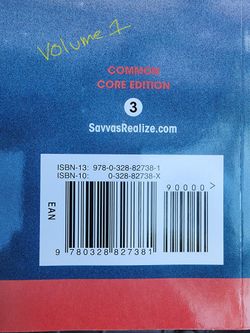 Volume 1
COMMON
CORE EDITION
3
SavvasRealize.com
ISBN-13: 978-0-328-82738-1
ISBN-10: 0-328-82738-X
90000>
EAN
9 780328 827381